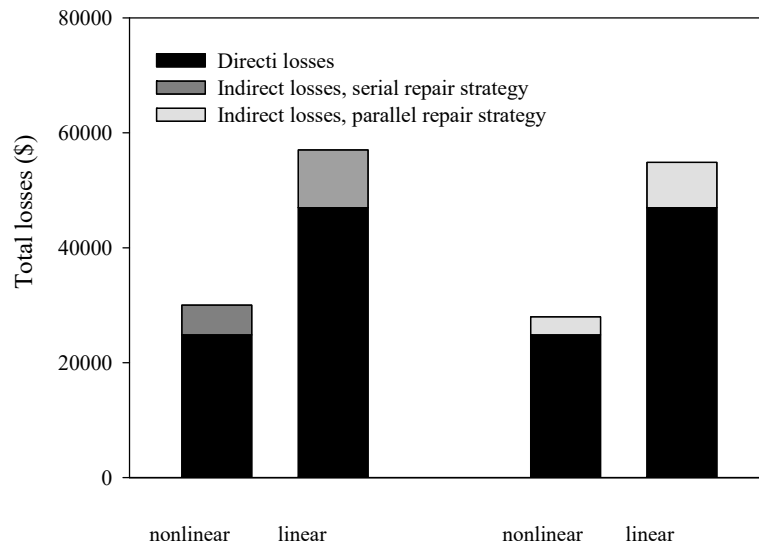 80000
60000
40000
20000
0
Total losses ($)
Directi losses
Indirect losses, serial repair strategy
Indirect losses, parallel repair strategy
nonlinear linear nonlinear linear